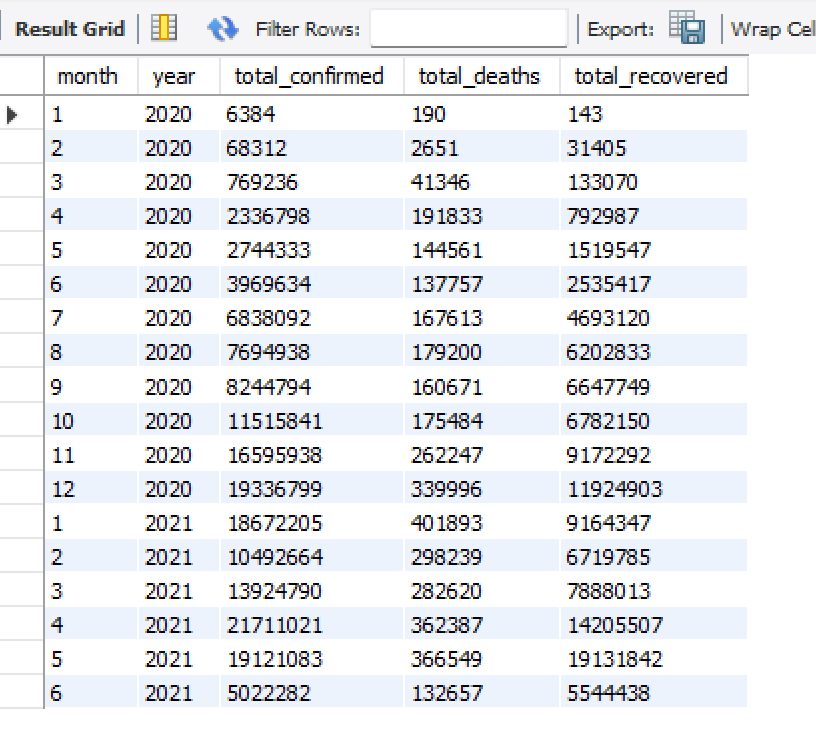 Result Grid Filter Rows: Export: Wrap Cel
month year total_confirmed total_deaths total_recovered
1 2020 6384 190 143
2 2020 68312 2651 31405
3 2020 769236 41346 133070
4 2020 2336798 191833 792987
5 2020 2744333 144561 1519547
6 2020 3969634 137757 2535417
7 2020 6838092 167613 4693120
8 2020 7694938 179200 6202833
9 2020 8244794 160671 6647749
10 2020 11515841 175484 6782150
11 2020 16595938 262247 9172292
12 2020 19336799 339996 11924903
1 2021 18672205 401893 9164347
2 2021 10492664 298239 6719785
3 2021 13924790 282620 7888013
4 2021 21711021 362387 14205507
5 2021 19121083 366549 19131842
6 2021 5022282 132657 5544438